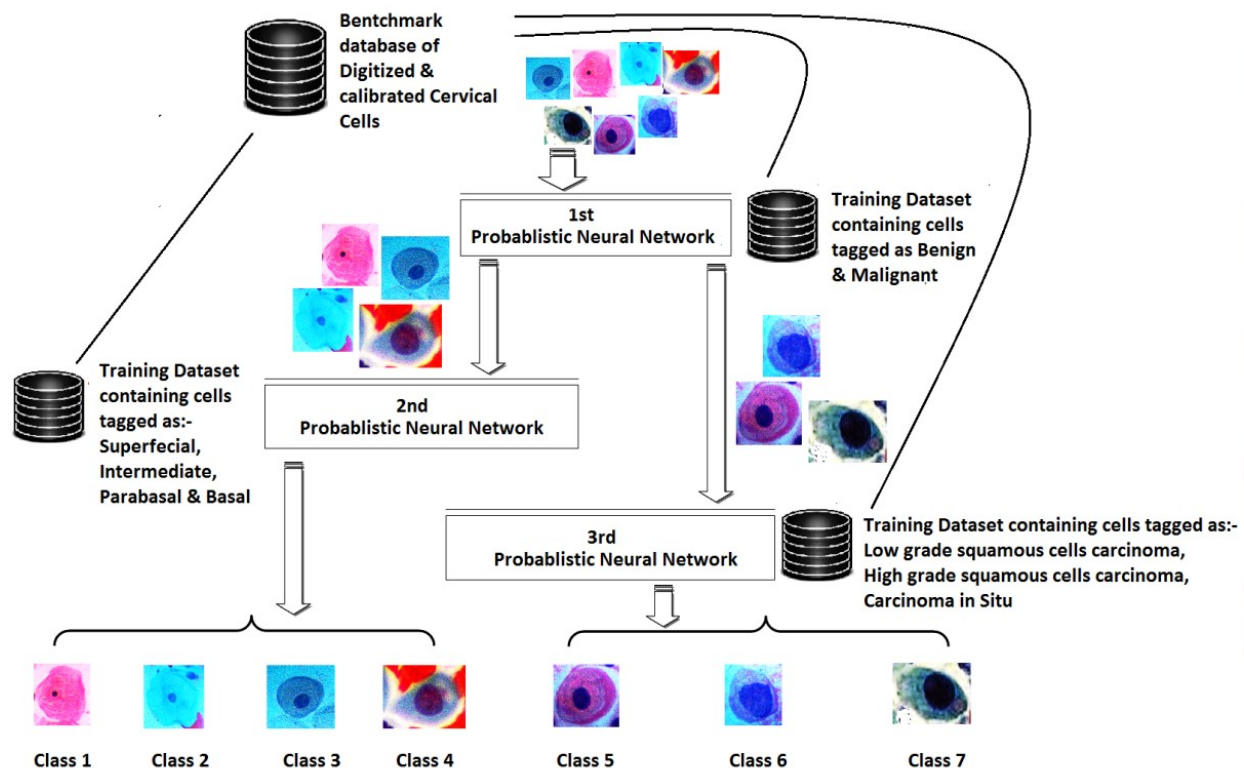 Bentchmark
database of
Digitized &
calibrated Cervical
Cells
1st
Probablistic Neural Network
Training Dataset
containing cells
tagged as Benign
& Malignant
Training Dataset
containing cells
tagged as:-
Superfecial,
Intermediate,
Parabasal & Basal
2nd
Probablistic Neural Network
3rd
Probablistic Neural Network
Training Dataset containing cells tagged as:-
Low grade squamous cells carcinoma,
High grade squamous cells carcinoma,
Carcinoma in Situ
Class 1 Class 2 Class 3 Class 4 Class 5 Class 6 Class 7